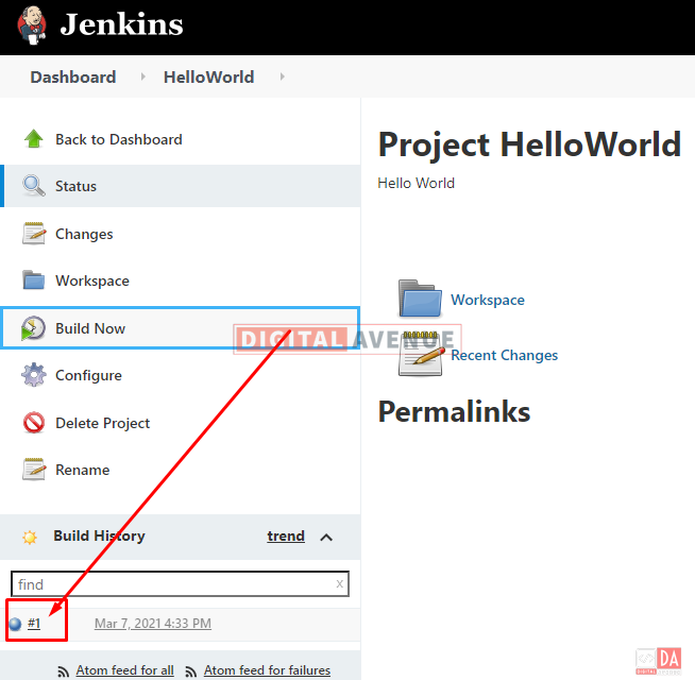 Jenkins
Dashboard HelloWorld
Back to Dashboard
Status
Changes
Workspace
Build Now
Configure
Delete Project
Rename
Build History trend
find x
#1 Mar 7, 2021 4:33 PM
Atom feed for all Atom feed for failures
Project HelloWorld
Hello World
Workspace
DIGITAL AVENUE
Recent Changes
Permalinks
DA